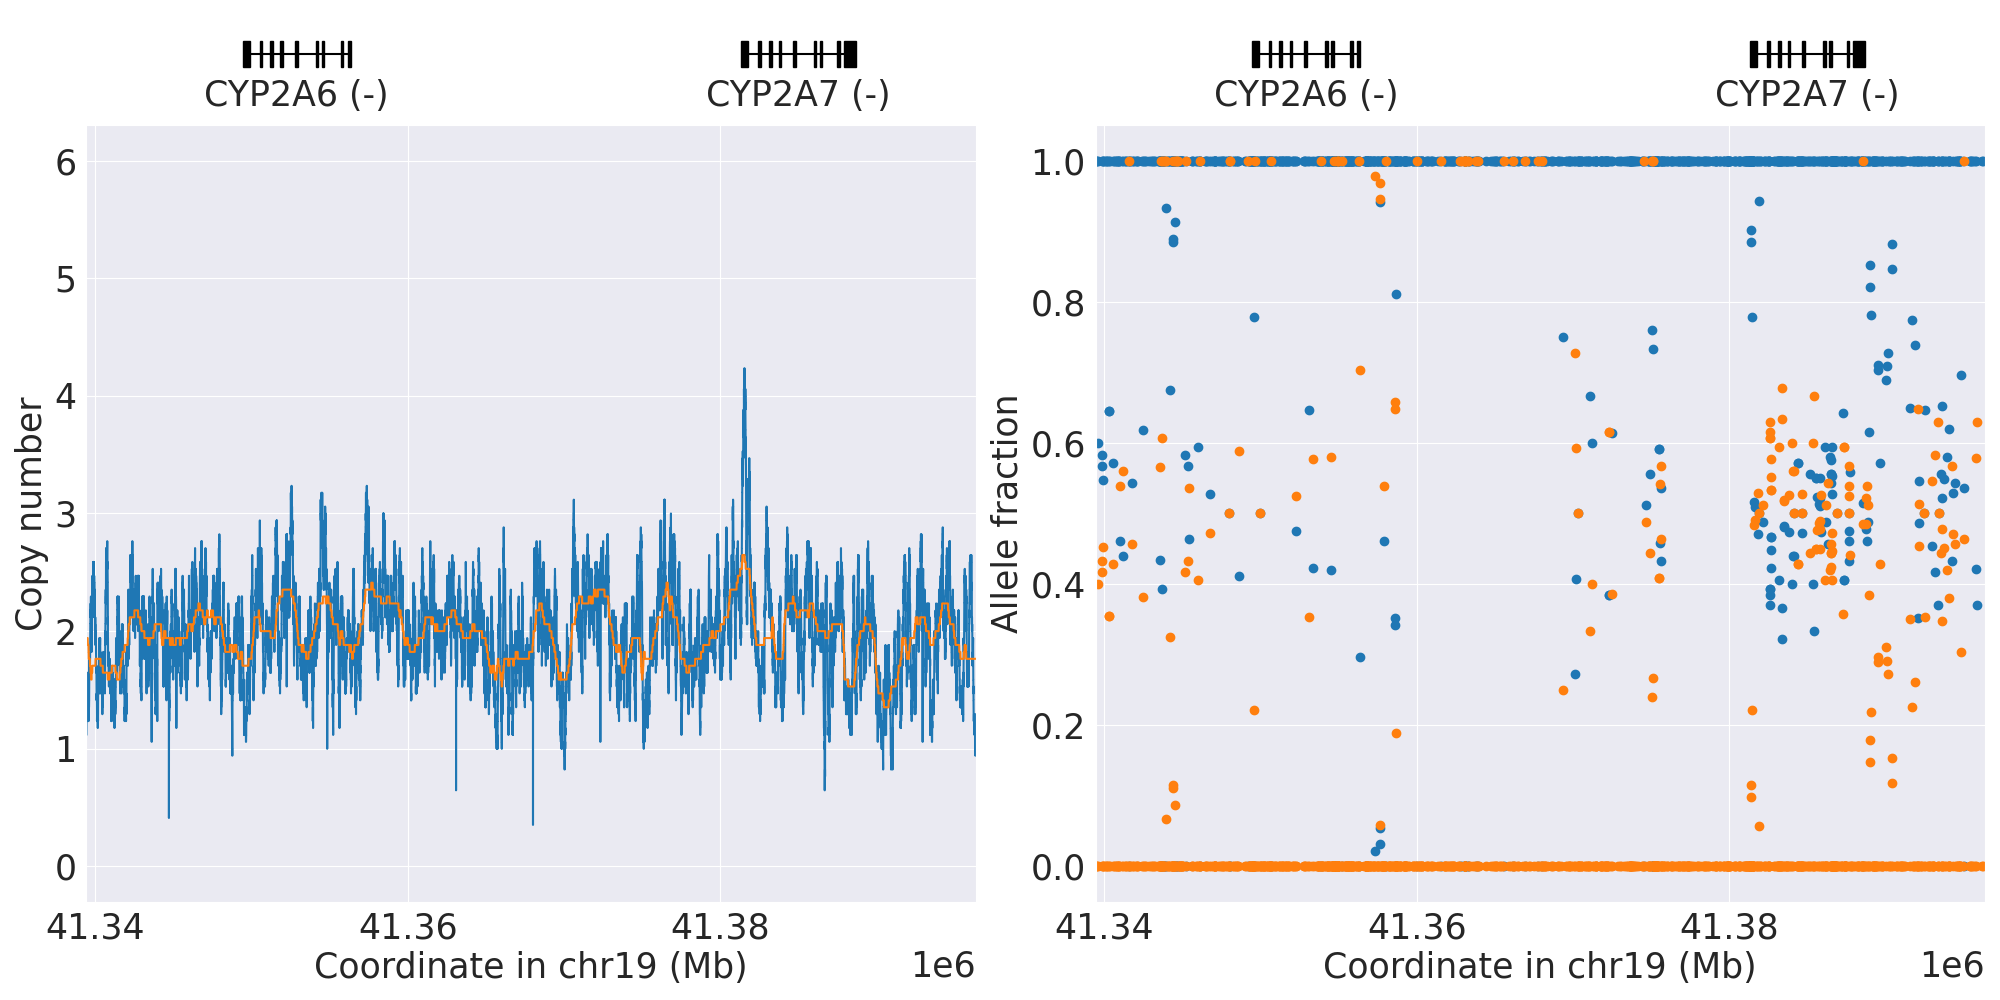 CYP2A6 (-)
CYP2A7 (-)
6
5
4
3
2
1
0
Copy number
41.34
41.36
41.38
Coordinate in chr19 (Mb)
1e6
CYP2A6 (-)
CYP2A7 (-)
1.0
0.8
0.6
0.4
0.2
0.0
Allele fraction
41.34
41.36
41.38
Coordinate in chr19 (Mb)
1e6